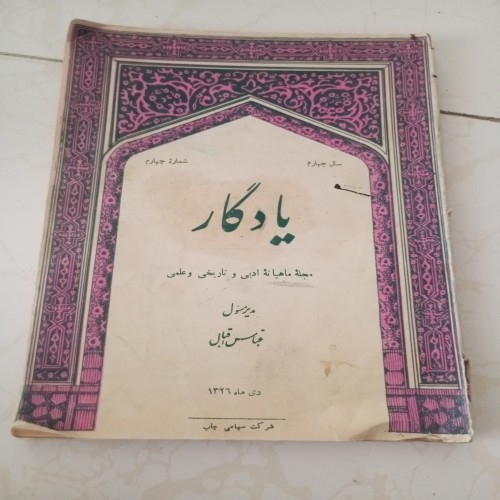 سال چهارم شمارهٔ چهارم
یادگار
مجلهٔ ماهیانهٔ ادبی و تاریخی و علمی
مدیر مسئول
عباس اقبال
دی ماه ۱۳۲۶
شرکت سهامی چاپ